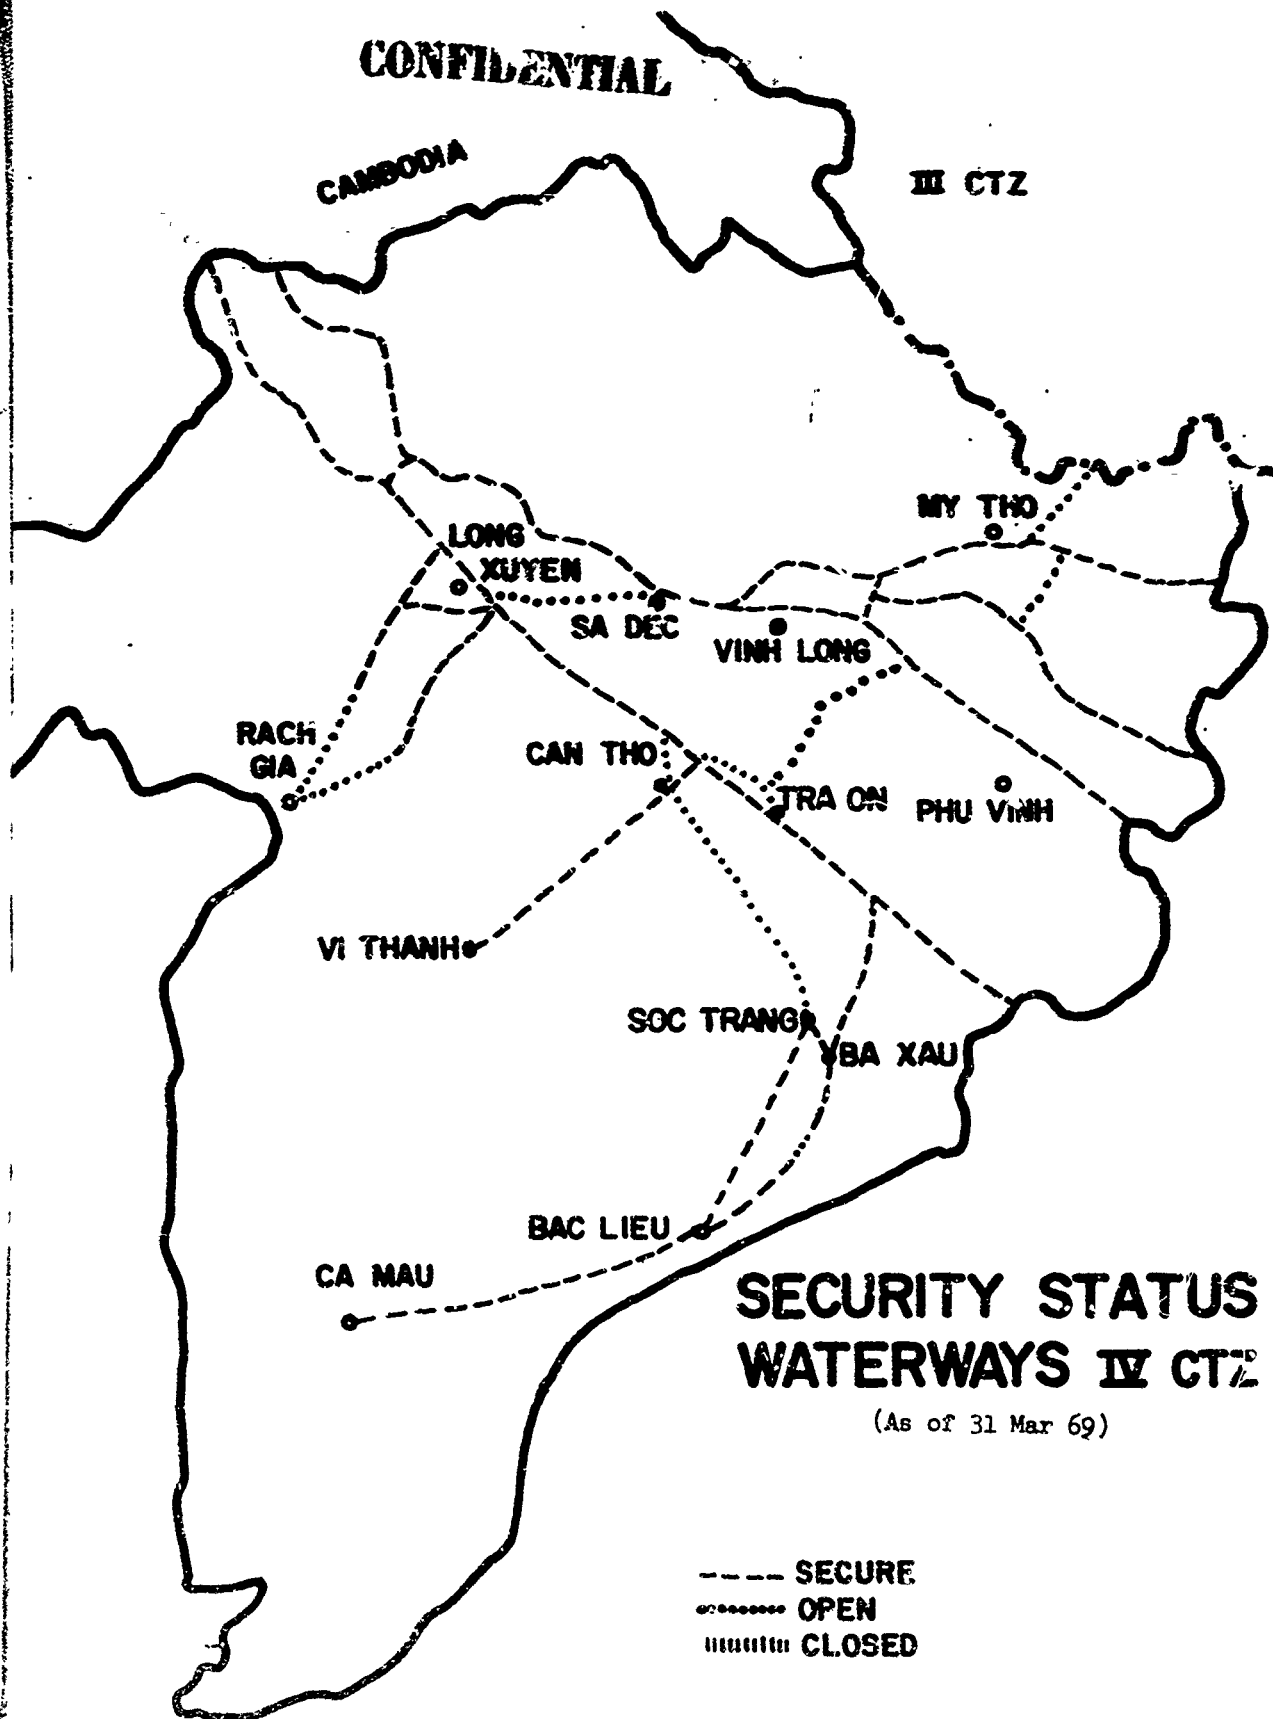 CONFIDENTIAL
CAMBODIA
III CTZ
MY THO
LONG
XUYEN
SA DEC
VINH LONG
RACH
GIA
CAN THO
TRA ON
PHU VINH
VI THANH
SOC TRANG
BA XAU
BAC LIEU
CA MAU
SECURITY STATUS
WATERWAYS IV CTZ
(As of 31 Mar 69)
SECURE
OPEN
CLOSED